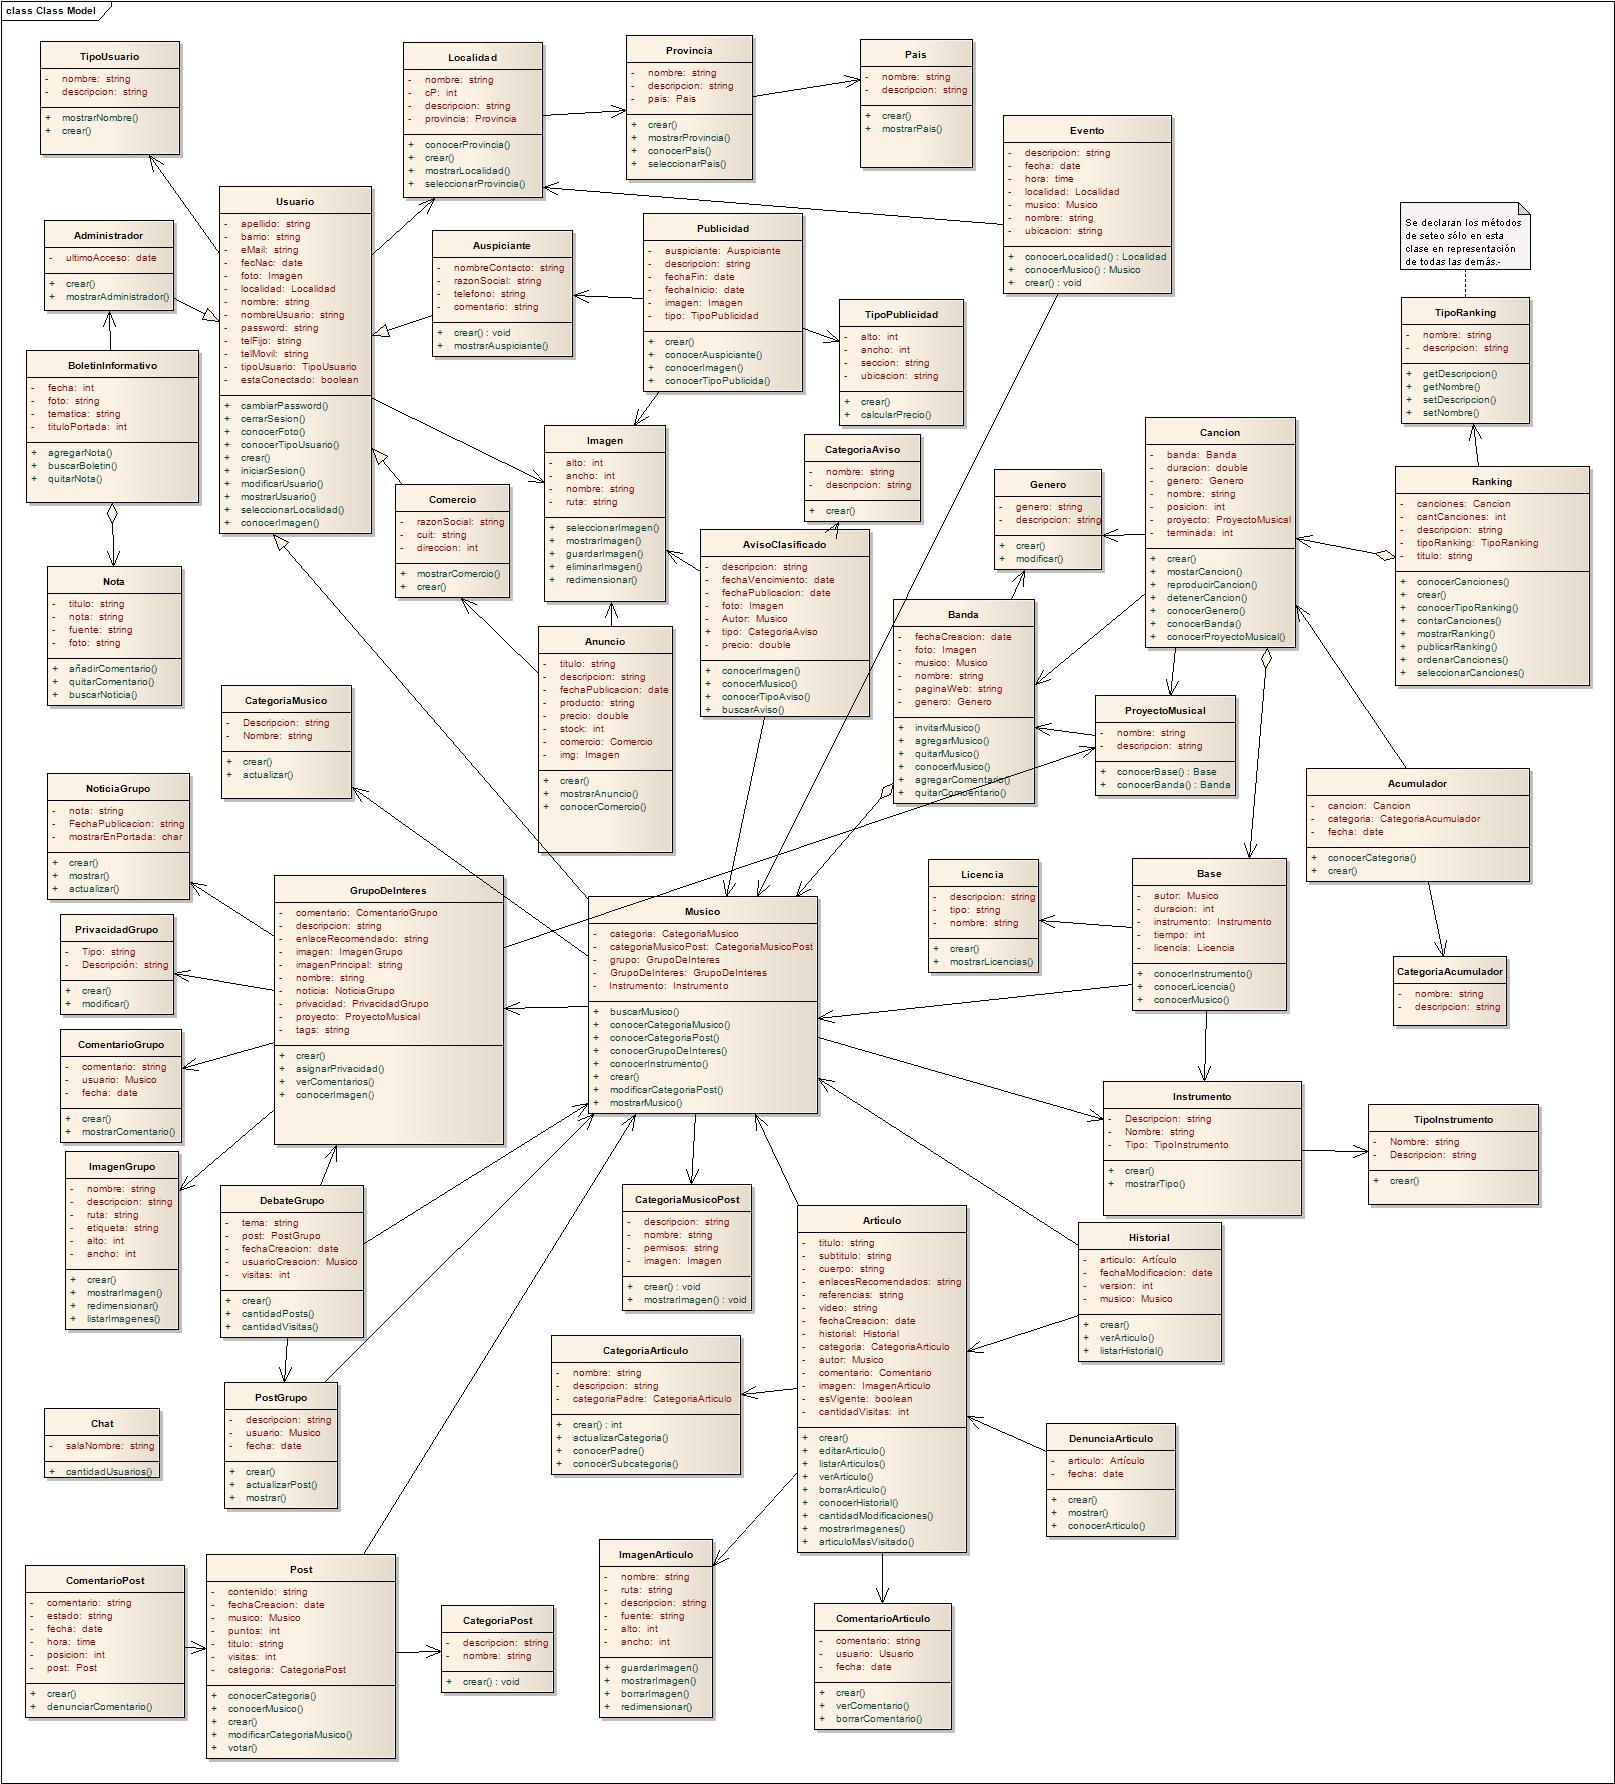 class Class Model
TipoUsuario
- nombre: string
- descripcion: string
+ mostrarNombre()
+ crear()
Localidad
- nombre: string
- cP: int
- descripcion: string
- provincia: Provincia
+ conocerProvincia()
+ crear()
+ mostrarLocalidad()
+ seleccionarProvincia()
Provincia
- nombre: string
- descripcion: string
- pais: Pais
+ crear()
+ mostrarProvincia()
+ conocerPais()
+ seleccionarPais()
Pais
- nombre: string
- descripcion: string
+ crear()
+ mostrarPais()
Evento
- descripcion: string
- fecha: date
- hora: time
- localidad: Localidad
- musico: Musico
- nombre: string
- ubicacion: string
+ conocerLocalidad() : Localidad
+ conocerMusico() : Musico
+ crear() : void
Se declaran los métodos
de seteo sólo en esta
clase en representación
de todas las demás.-
Usuario
- apellido: string
- barrio: string
- eMail: string
- fecNac: date
- foto: Imagen
- localidad: Localidad
- nombre: string
- nombreUsuario: string
- password: string
- telFijo: string
- telMovil: string
- tipoUsuario: TipoUsuario
- estaConectado: boolean
+ cambiarPassword()
+ cerrarSesion()
+ conocerFoto()
+ conocerTipoUsuario()
+ crear()
+ iniciarSesion()
+ modificarUsuario()
+ mostrarUsuario()
+ seleccionarLocalidad()
+ conocerImagen()
Administrador
- ultimoAcceso: date
+ crear()
+ mostrarAdministrador()
Auspiciante
- nombreContacto: string
- razonSocial: string
- telefono: string
- comentario: string
+ crear() : void
+ mostrarAuspiciante()
Publicidad
- auspiciante: Auspiciante
- descripcion: string
- fechaFin: date
- fechaInicio: date
- imagen: Imagen
- tipo: TipoPublicidad
+ crear()
+ conocerAuspiciante()
+ conocerImagen()
+ conocerTipoPublicida()
TipoPublicidad
- alto: int
- ancho: int
- seccion: string
- ubicacion: string
+ crear()
+ calcularPrecio()
TipoRanking
- nombre: string
- descripcion: string
+ getDescripcion()
+ getNombre()
+ setDescripcion()
+ setNombre()
BoletinInformativo
- fecha: int
- foto: string
- tematica: string
- tituloPortada: int
+ agregarNota()
+ buscarBoletin()
+ quitarNota()
Imagen
- alto: int
- ancho: int
- nombre: string
- ruta: string
+ seleccionarImagen()
+ mostrarImagen()
+ guardarImagen()
+ eliminarImagen()
+ redimensionar()
CategoriaAviso
- nombre: string
- descripcion: string
+ crear()
Genero
- genero: string
- descripcion: string
+ crear()
+ modificar()
Cancion
- banda: Banda
- duracion: double
- genero: Genero
- nombre: string
- posicion: int
- proyecto: ProyectoMusical
- terminada: int
+ crear()
+ mostarCancion()
+ reproducirCancion()
+ detenerCancion()
+ conocerGenero()
+ conocerBanda()
+ conocerProyectoMusical()
Ranking
- canciones: Cancion
- cantCanciones: int
- descripcion: string
- tipoRanking: TipoRanking
- titulo: string
+ conocerCanciones()
+ crear()
+ conocerTipoRanking()
+ contarCanciones()
+ mostrarRanking()
+ publicarRanking()
+ ordenarCanciones()
+ seleccionarCanciones()
Comercio
- razonSocial: string
- cuit: string
- direccion: int
+ mostrarComercio()
+ crear()
AvisoClasificado
- descripcion: string
- fechaVencimiento: date
- fechaPublicacion: date
- foto: Imagen
- Autor: Musico
- tipo: CategoriaAviso
- precio: double
+ conocerImagen()
+ conocerMusico()
+ conocerTipoAviso()
+ buscarAviso()
Nota
- titulo: string
- nota: string
- fuente: string
- foto: string
+ añadirComentario()
+ quitarComentario()
+ buscarNoticia()
Anuncio
- titulo: string
- descripcion: string
- fechaPublicacion: date
- producto: string
- precio: double
- stock: int
- comercio: Comercio
- img: Imagen
+ crear()
+ mostrarAnuncio()
+ conocerComercio()
Banda
- fechaCreacion: date
- foto: Imagen
- musico: Musico
- nombre: string
- paginaWeb: string
- genero: Genero
+ invitarMusico()
+ agregarMusico()
+ quitarMusico()
+ conocerMusico()
+ agregarComentario()
+ quitarComoentario()
CategoriaMusico
- Descripcion: string
- Nombre: string
+ crear()
+ actualizar()
ProyectoMusical
- nombre: string
- descripcion: string
+ conocerBase() : Base
+ conocerBanda() : Banda
NoticiaGrupo
- nota: string
- FechaPublicacion: string
- mostrarEnPortada: char
+ crear()
+ mostrar()
+ actualizar()
Acumulador
- cancion: Cancion
- categoria: CategoriaAcumulador
- fecha: date
+ conocerCategoria()
+ crear()
GrupoDeInteres
- comentario: ComentarioGrupo
- descripcion: string
- enlaceRecomendado: string
- imagen: ImagenGrupo
- imagenPrincipal: string
- nombre: string
- noticia: NoticiaGrupo
- privacidad: PrivacidadGrupo
- proyecto: ProyectoMusical
- tags: string
+ crear()
+ asignarPrivacidad()
+ verComentarios()
+ conocerImagen()
Musico
- categoria: CategoriaMusico
- categoriaMusicoPost: CategoriaMusicoPost
- grupo: GrupoDeInteres
- GrupoDeInteres: GrupoDeInteres
- Instrumento: Instrumento
+ buscarMusico()
+ conocerCategoriaMusico()
+ conocerCategoriaPost()
+ conocerGrupoDeInteres()
+ conocerInstrumento()
+ crear()
+ modificarCategoriaPost()
+ mostrarMusico()
Licencia
- descripcion: string
- tipo: string
- nombre: string
+ crear()
+ mostrarLicencias()
Base
- autor: Musico
- duracion: int
- instrumento: Instrumento
- tiempo: int
- licencia: Licencia
+ conocerInstrumento()
+ conocerLicencia()
+ conocerMusico()
PrivacidadGrupo
- Tipo: string
- Descripción: string
+ crear()
+ modificar()
CategoriaAcumulador
- nombre: string
- descripcion: string
ComentarioGrupo
- comentario: string
- usuario: Musico
- fecha: date
+ crear()
+ mostrarComentario()
Instrumento
- Descripcion: string
- Nombre: string
- Tipo: TipoInstrumento
+ crear()
+ mostrarTipo()
TipoInstrumento
- Nombre: string
- Descripcion: string
+ crear()
ImagenGrupo
- nombre: string
- descripcion: string
- ruta: string
- etiqueta: string
- alto: int
- ancho: int
+ crear()
+ mostrarImagen()
+ redimensionar()
+ listarImagenes()
DebateGrupo
- tema: string
- post: PostGrupo
- fechaCreacion: date
- usuarioCreacion: Musico
- visitas: int
+ crear()
+ cantidadPosts()
+ cantidadVisitas()
CategoriaMusicoPost
- descripcion: string
- nombre: string
- permisos: string
- imagen: Imagen
+ crear() : void
+ mostrarImagen() : void
Articulo
- titulo: string
- subtitulo: string
- cuerpo: string
- enlacesRecomendados: string
- referencias: string
- video: string
- fechaCreacion: date
- historial: Historial
- categoria: CategoriaArticulo
- autor: Musico
- comentario: Comentario
- imagen: ImagenArticulo
- esVigente: boolean
- cantidadVisitas: int
+ crear()
+ editarArticulo()
+ listarArticulos()
+ verArticulo()
+ borrarArticulo()
+ conocerHistorial()
+ cantidadModificaciones()
+ mostrarImagenes()
+ articuloMasVisitado()
Historial
- articulo: Artículo
- fechaModificacion: date
- version: int
- musico: Musico
+ crear()
+ verArticulo()
+ listarHistorial()
CategoriaArticulo
- nombre: string
- descripcion: string
- categoriaPadre: CategoriaArticulo
+ crear() : int
+ actualizarCategoria()
+ conocerPadre()
+ conocerSubcategoria()
PostGrupo
- descripcion: string
- usuario: Musico
- fecha: date
+ crear()
+ actualizarPost()
+ mostrar()
Chat
- salaNombre: string
+ cantidadUsuarios()
DenunciaArticulo
- articulo: Artículo
- fecha: date
+ crear()
+ mostrar()
+ conocerArticulo()
ComentarioPost
- comentario: string
- estado: string
- fecha: date
- hora: time
- posicion: int
- post: Post
+ crear()
+ denunciarComentario()
Post
- contenido: string
- fechaCreacion: date
- musico: Musico
- puntos: int
- titulo: string
- visitas: int
- categoria: CategoriaPost
+ conocerCategoria()
+ conocerMusico()
+ crear()
+ modificarCategoriaMusico()
+ votar()
CategoriaPost
- descripcion: string
- nombre: string
+ crear() : void
ImagenArticulo
- nombre: string
- ruta: string
- descripcion: string
- fuente: string
- alto: int
- ancho: int
+ guardarImagen()
+ mostrarImagen()
+ borrarImagen()
+ redimensionar()
ComentarioArticulo
- comentario: string
- usuario: Usuario
- fecha: date
+ crear()
+ verComentario()
+ borrarComentario()